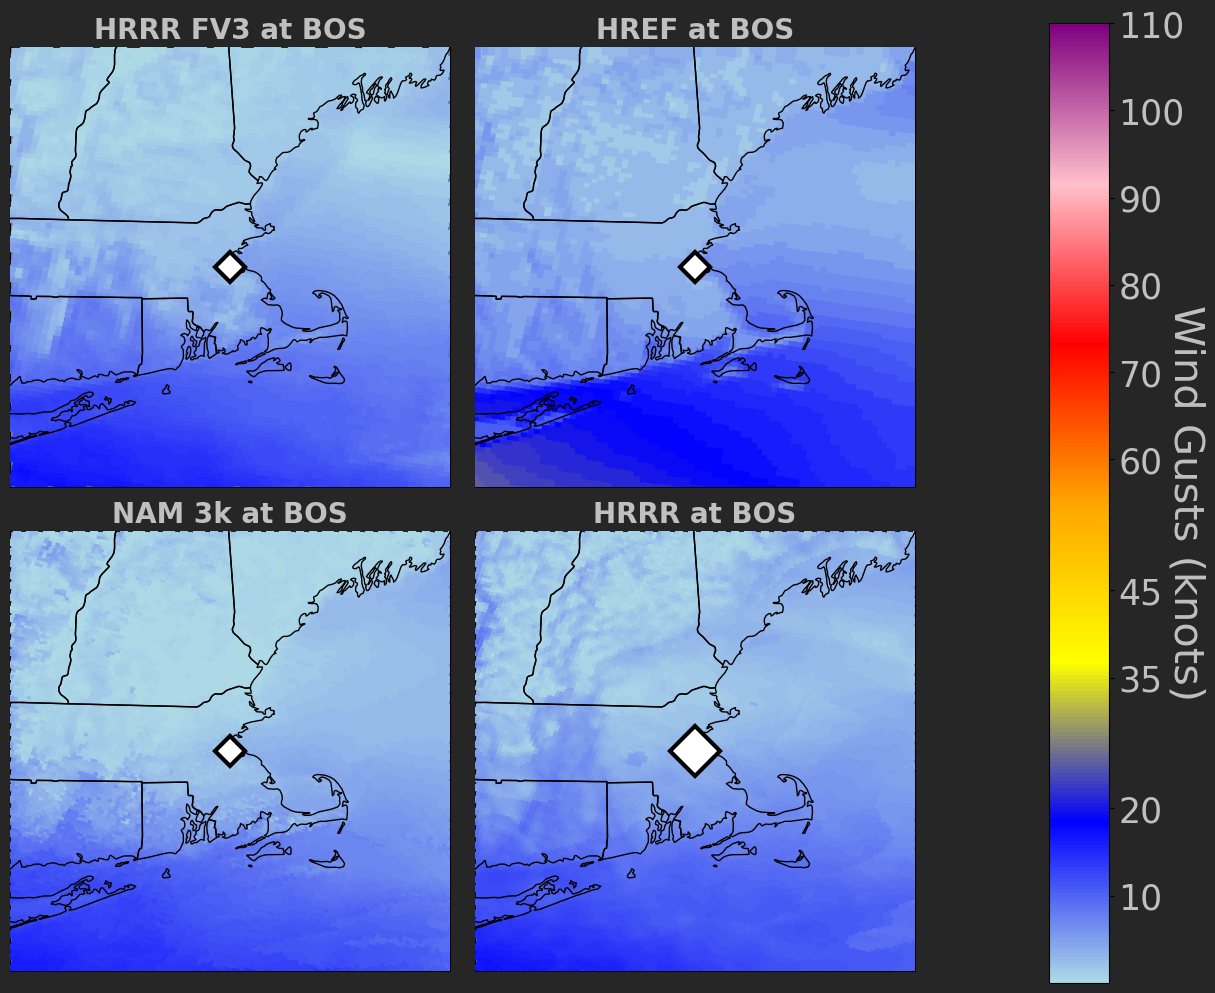 HRRR FV3 at BOS
HREF at BOS
NAM 3k at BOS
HRRR at BOS
110
100
90
80
70
60
45
35
20
10
Wind Gusts (knots)